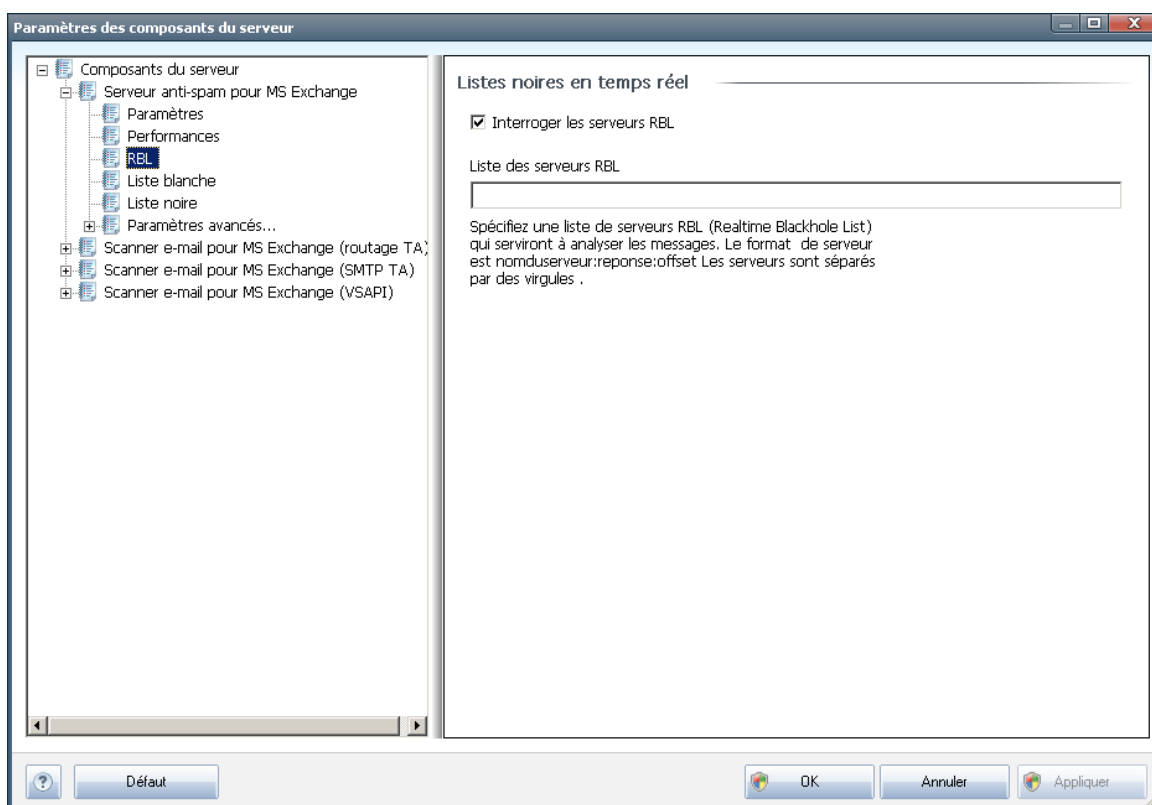 Paramètres des composants du serveur
Composants du serveur
Serveur anti-spam pour MS Exchange
Paramètres
Performances
RBL
Liste blanche
Liste noire
Paramètres avancés...
Scanner e-mail pour MS Exchange (routage TA)
Scanner e-mail pour MS Exchange (SMTP TA)
Scanner e-mail pour MS Exchange (VSAPI)
Listes noires en temps réel
Interroger les serveurs RBL
Liste des serveurs RBL
Spécifiez une liste de serveurs RBL (Realtime Blackhole List)
qui serviront à analyser les messages. Le format de serveur
est nomduserveur:reponse:offset Les serveurs sont séparés
par des virgules .
Défaut
OK
Annuler
Appliquer